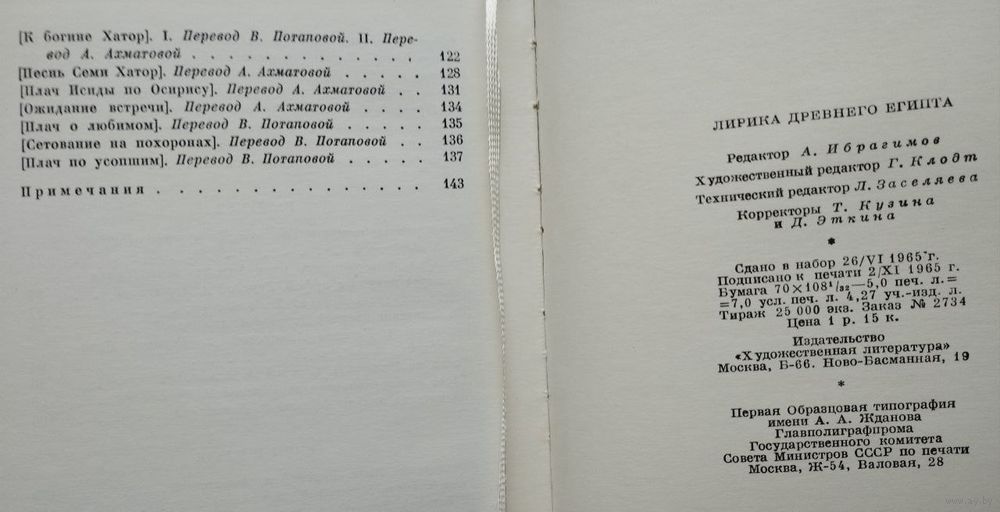 [К богине Хатор]. I. Перевод В. Потаповой. II. Пере-
вод А. Ахматовой . . . . . . . . . . . . . 122
[Песнь Семи Хатор]. Перевод А. Ахматовой . . . . . 128
[Плач Исиды по Осирису]. Перевод А. Ахматовой . . 131
[Ожидание встречи]. Перевод А. Ахматовой . . . . 134
[Плач о любимом]. Перевод В. Потаповой . . . . . 135
[Сетование на похоронах]. Перевод В. Потаповой . . 136
[Плач по усопшим]. Перевод В. Потаповой . . . . . 137
Примечания . . . . . . . . . . . . . . . 143
ЛИРИКА ДРЕВНЕГО ЕГИПТА
Редактор А. Ибрагимов
Художественный редактор Г. Клодт
Технический редактор Л. Заселяева
Корректоры Т. Кузина
и Д. Эткина
*
Сдано в набор 26/VI 1965 г.
Подписано к печати 2/XI 1965 г.
Бумага 70×108¹/₃₂—5,0 печ. л.=
=7,0 усл. печ. л. 4,27 уч.-изд. л.
Тираж 25 000 экз. Заказ № 2734
Цена 1 р. 15 к.
Издательство
«Художественная литература»
Москва, Б-66. Ново-Басманная, 19
*
Первая Образцовая типография
имени А. А. Жданова
Главполиграфпрома
Государственного комитета
Совета Министров СССР по печати
Москва, Ж-54, Валовая, 28
www.ay.by